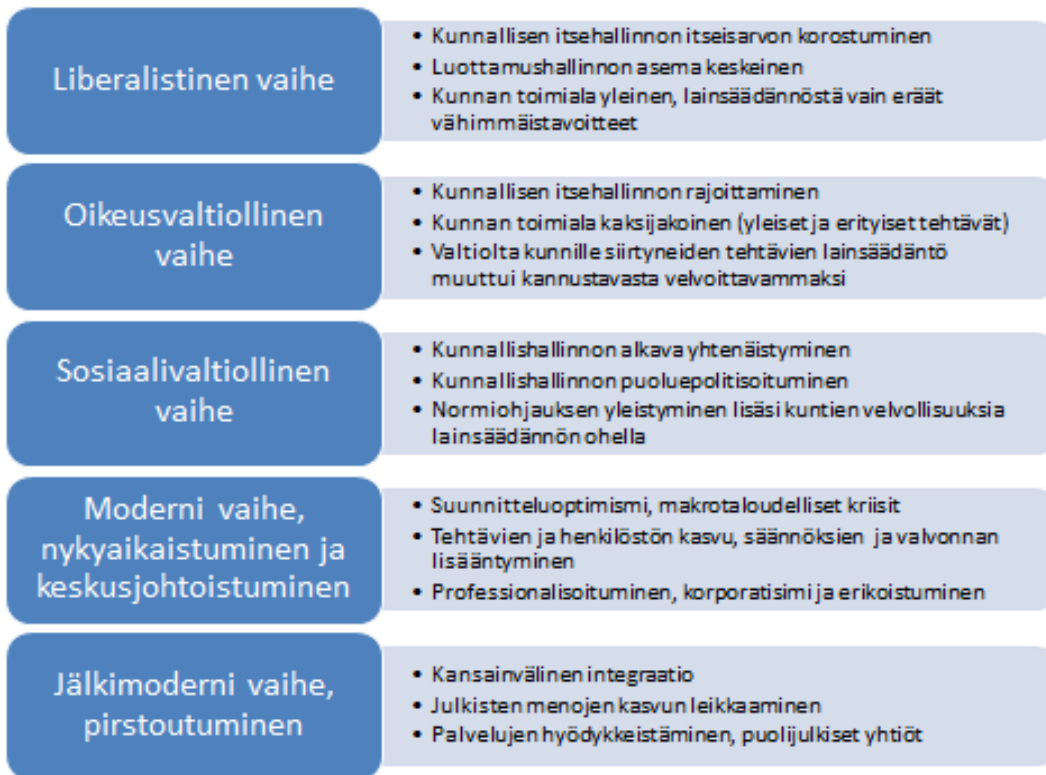 Liberalistinen vaihe
• Kunnallisen itsehallinnon itseisarvon korostuminen
• Luottamushallinnon asema keskeinen
• Kunnan toimiala yleinen, lainsäädännöstä vain eräät
vähimmäistavoitteet
Oikeusvaltiollinen
vaihe
• Kunnallisen itsehallinnon rajoittaminen
• Kunnan toimiala kaksijakoinen (yleiset ja erityiset tehtävät)
• Valtiolta kunnille siirtyneiden tehtävien lainsäädäntö
muuttui kannustavasta velvoittavammaksi
Sosiaalivaltiollinen
vaihe
• Kunnallishallinnon alkava yhtenäistyminen
• Kunnallishallinnon puoluepolitisoituminen
• Normiohjauksen yleistyminen lisäsi kuntien velvollisuuksia
lainsäädännön ohella
Moderni vaihe,
nykyaikaistuminen ja
keskusjohtoistuminen
• Suunnitteluoptimismi, makrotaloudelliset kriisit
• Tehtävien ja henkilöstön kasvu, säännöksien ja valvonnan
lisääntyminen
• Professionalisoituminen, korporatisimi ja erikoistuminen
Jälkimoderni vaihe,
pirstoutuminen
• Kansainvälinen integraatio
• Julkisten menojen kasvun leikkaaminen
• Palvelujen hyödykkeistäminen, puolijulkiset yhtiöt